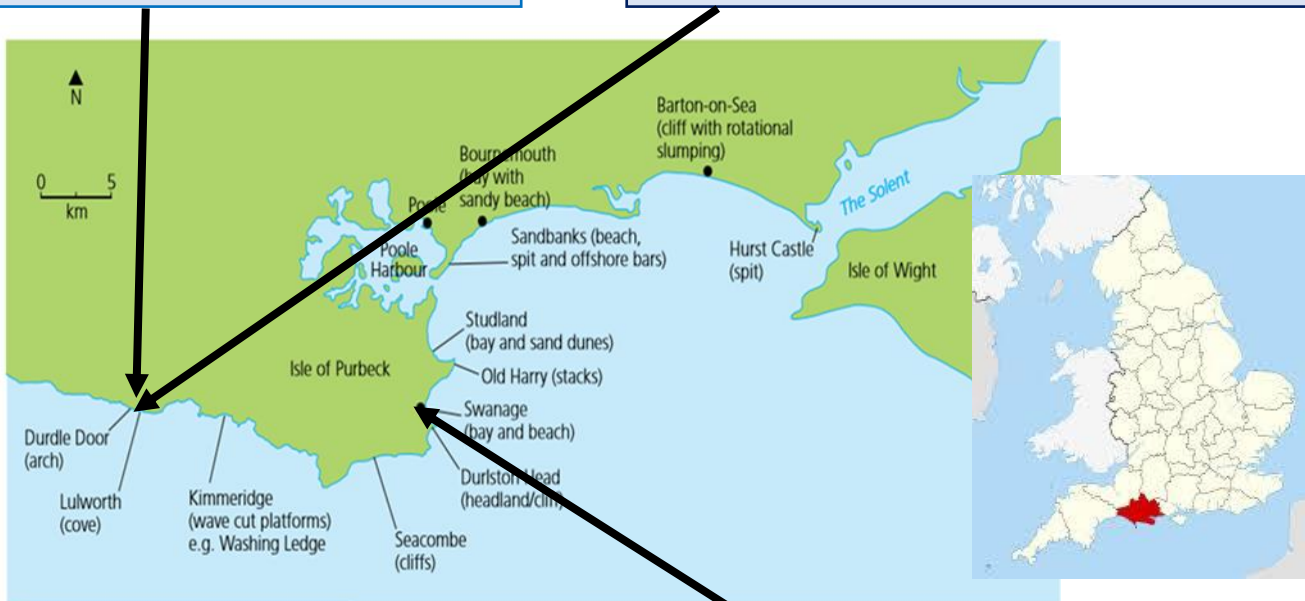 N
0 5
km
Barton-on-Sea
(cliff with rotational
slumping)
Bournemouth
(bay with
sandy beach)
Poole
The Solent
Poole
Harbour
Sandbanks (beach,
spit and offshore bars)
Hurst Castle
(spit)
Isle of Wight
Studland
(bay and sand dunes)
Isle of Purbeck
Old Harry (stacks)
Swanage
(bay and beach)
Durdle Door
(arch)
Durlston Head
(headland/cliff)
Lulworth
(cove)
Kimmeridge
(wave cut platforms)
e.g. Washing Ledge
Seacombe
(cliffs)